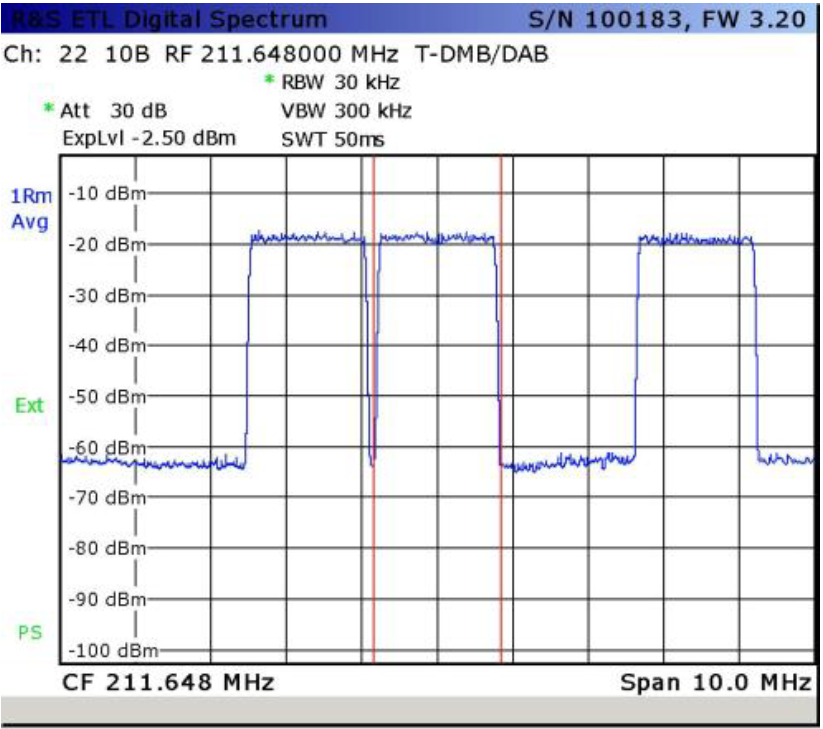 R&S ETL Digital Spectrum S/N 100183, FW 3.20
Ch: 22 10B RF 211.648000 MHz T-DMB/DAB
* RBW 30 kHz
* Att 30 dB VBW 300 kHz
ExpLvl -2.50 dBm SWT 50ms
1Rm
Avg
-10 dBm
-20 dBm
-30 dBm
-40 dBm
-50 dBm
Ext
-60 dBm
-70 dBm
-80 dBm
-90 dBm
PS
-100 dBm
CF 211.648 MHz Span 10.0 MHz